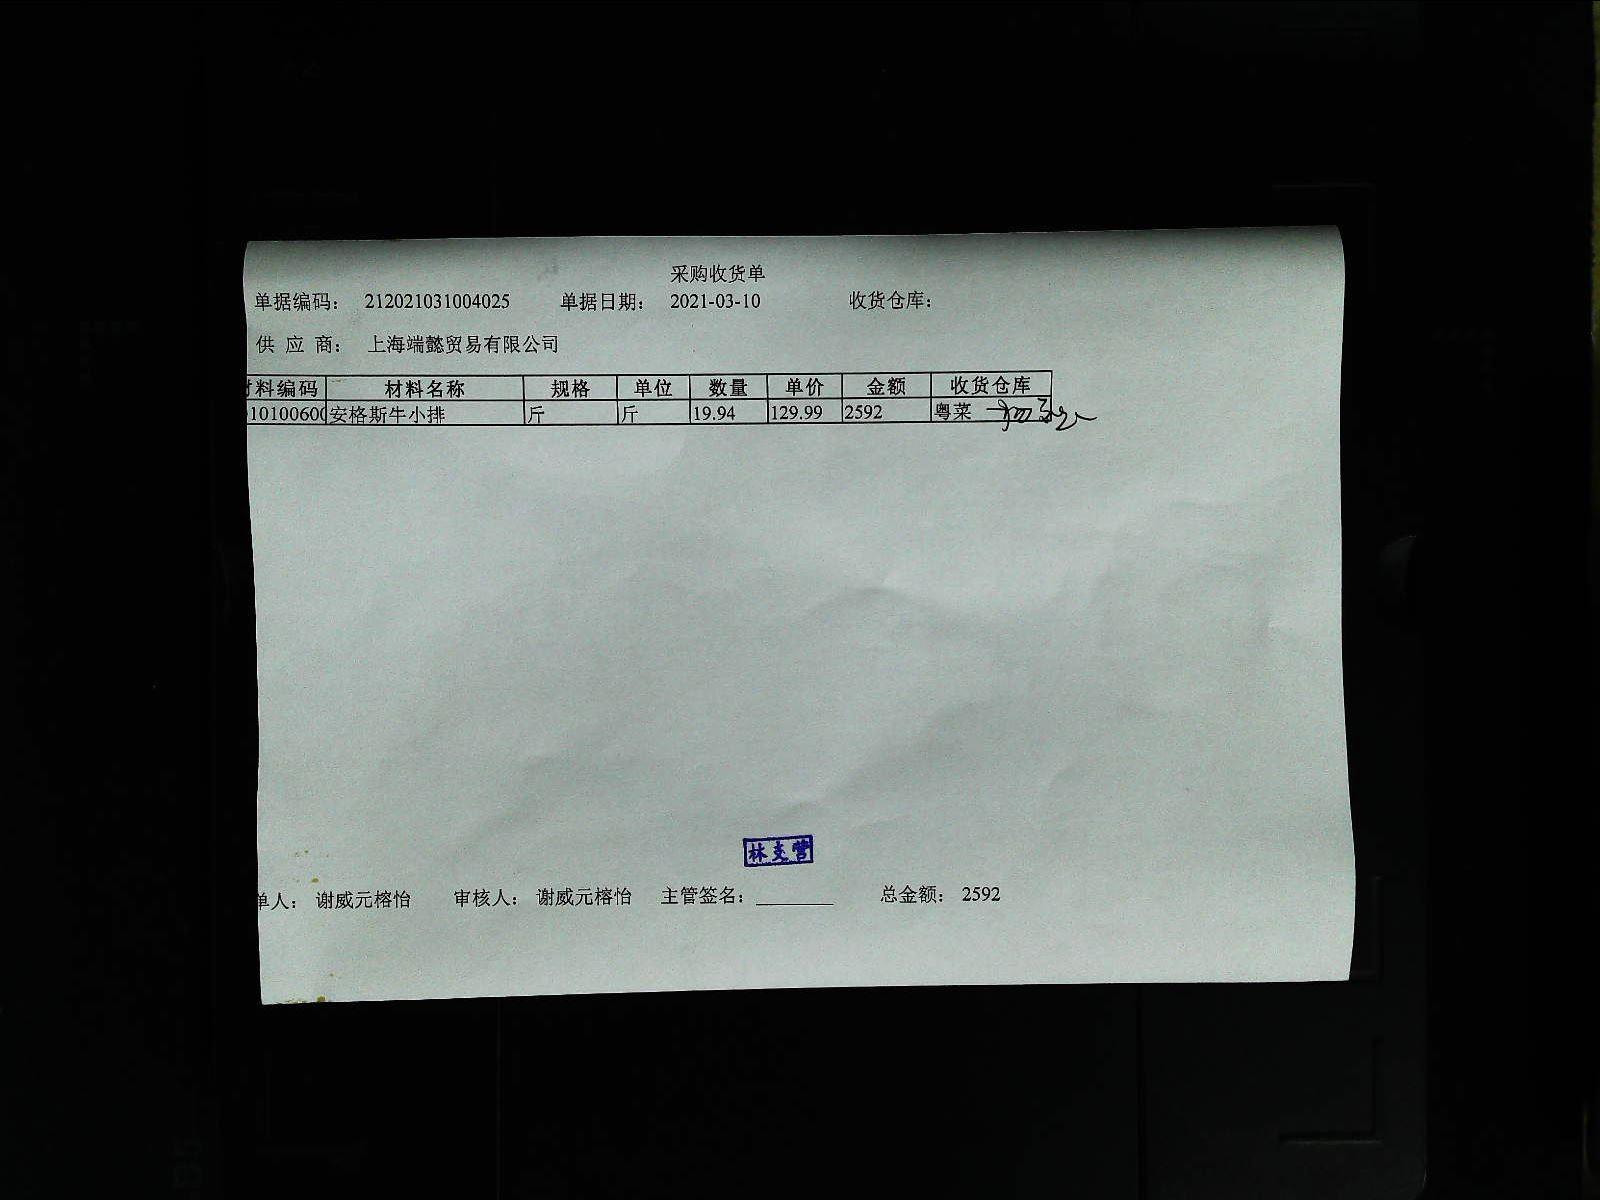 采购收货单
单据编码： 212021031004025 单据日期： 2021-03-10 收货仓库：
供 应 商： 上海端懿贸易有限公司
材料编码 材料名称 规格 单位 数量 单价 金额 收货仓库
1010060 安格斯牛小排 斤 斤 19.94 129.99 2592 粤菜
单人： 谢威元榕怡 审核人： 谢威元榕怡 主管签名： 总金额： 2592